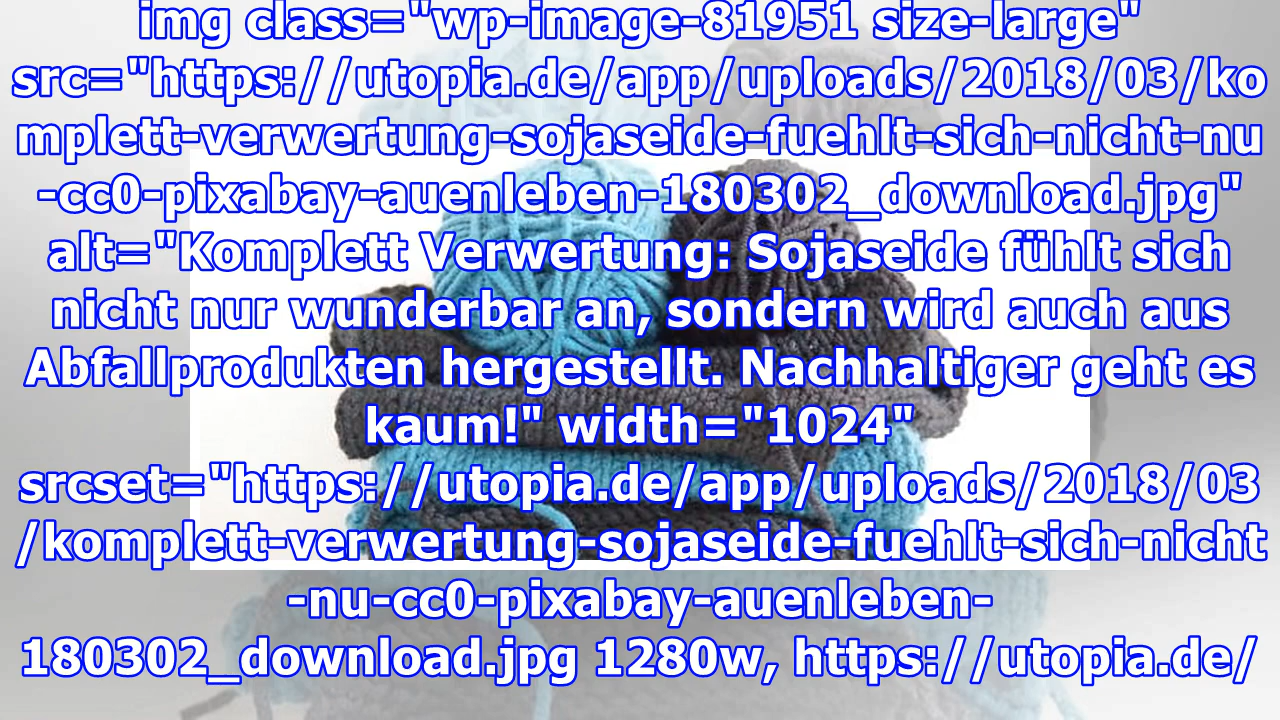 img class="wp-image-81951 size-large"
src="https://utopia.de/app/uploads/2018/03/ko
mplett-verwertung-sojaseide-fuehlt-sich-nicht-nu
-cc0-pixabay-auenleben-180302_download.jpg"
alt="Komplett Verwertung: Sojaseide fühlt sich
nicht nur wunderbar an, sondern wird auch aus
Abfallprodukten hergestellt. Nachhaltiger geht es
kaum!" width="1024"
srcset="https://utopia.de/app/uploads/2018/03
/komplett-verwertung-sojaseide-fuehlt-sich-nicht
-nu-cc0-pixabay-auenleben-
180302_download.jpg 1280w, https://utopia.de/